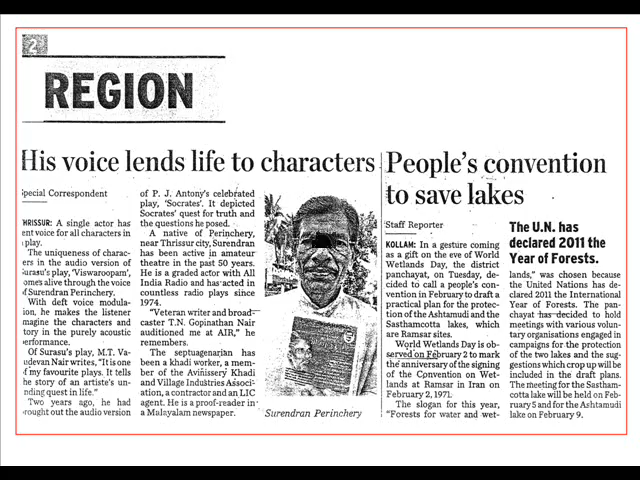 2
REGION
His voice lends life to characters
Special Correspondent
THRISSUR: A single actor has
lent voice for all characters in
a play.
The uniqueness of charac-
ters in the audio version of
Surasu's play, 'Viswaroopam',
comes alive through the voice
of Surendran Perinchery.
With deft voice modula-
tion, he makes the listener
imagine the characters and
story in the purely acoustic
performance.
Of Surasu's play, M.T. Va-
sudevan Nair writes, "It is one
of my favourite plays. It tells
the story of an artiste's un-
ending quest in life."
Two years ago, he had
brought out the audio version
of P. J. Antony's celebrated
play, 'Socrates'. It depicted
Socrates' quest for truth and
the questions he posed.
A native of Perinchery,
near Thrissur city, Surendran
has been active in amateur
theatre in the past 50 years.
He is a graded actor with All
India Radio and has acted in
countless radio plays since
1974.
"Veteran writer and broad-
caster T.N. Gopinathan Nair
auditioned me at AIR," he
remembers.
The septuagenarian has
been a khadi worker, a mem-
ber of the Avinissery Khadi
and Village Industries Associ-
ation, a contractor and an LIC
agent. He is a proof-reader in
a Malayalam newspaper.
Surendran Perinchery
People's convention
to save lakes
Staff Reporter
KOLLAM: In a gesture coming
as a gift on the eve of World
Wetlands Day, the district
panchayat, on Tuesday, de-
cided to call a people's con-
vention in February to draft a
practical plan for the protec-
tion of the Ashtamudi and the
Sasthamcotta lakes, which
are Ramsar sites.
World Wetlands Day is ob-
served on February 2 to mark
the anniversary of the signing
of the Convention on Wet-
lands at Ramsar in Iran on
February 2, 1971.
The slogan for this year,
"Forests for water and wet-
The U.N. has
declared 2011 the
Year of Forests.
lands," was chosen because
the United Nations has de-
clared 2011 the International
Year of Forests. The pan-
chayat has decided to hold
meetings with various volun-
tary organisations engaged in
campaigns for the protection
of the two lakes and the sug-
gestions which crop up will be
included in the draft plans.
The meeting for the Sastham-
cotta lake will be held on Feb-
ruary 5 and for the Ashtamudi
lake on February 9.